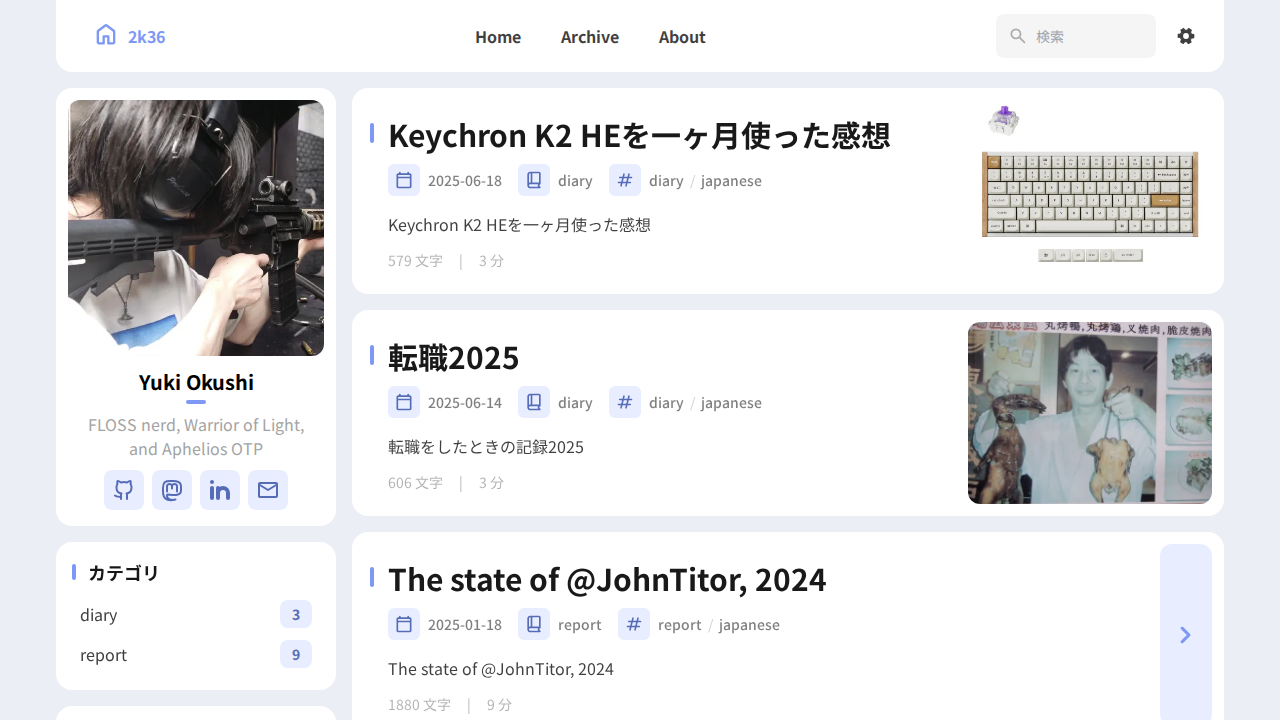 2k36
Home
Archive
About
検索
Yuki Okushi
FLOSS nerd, Warrior of Light,
and Aphelios OTP
カテゴリ
diary
3
report
9
Keychron K2 HEを一ヶ月使った感想
2025-06-18 diary diary / japanese
Keychron K2 HEを一ヶ月使った感想
579 文字 | 3 分
転職2025
2025-06-14 diary diary / japanese
転職をしたときの記録2025
606 文字 | 3 分
丸烤鴨,丸烤鶏,叉焼肉,脆皮焼肉
The state of @JohnTitor, 2024
2025-01-18 report report / japanese
The state of @JohnTitor, 2024
1880 文字 | 9 分